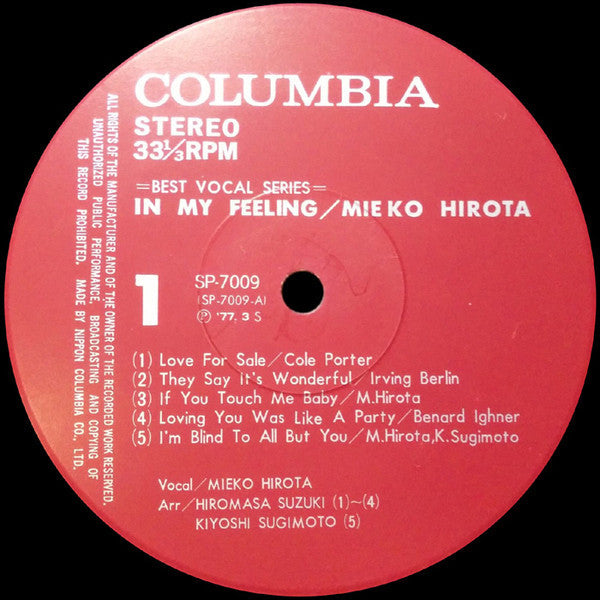 COLUMBIA
STEREO
33⅓RPM
=BEST VOCAL SERIES=
IN MY FEELING/MIEKO HIROTA
1
SP-7009
(SP-7009-A)
Ⓟ '77. 3 S
(1) Love For Sale/Cole Porter
(2) They Say It's Wonderful/Irving Berlin
(3) If You Touch Me Baby/M.Hirota
(4) Loving You Was Like A Party/Benard Ighner
(5) I'm Blind To All But You/M.Hirota,K.Sugimoto
Vocal/MIEKO HIROTA
Arr/HIROMASA SUZUKI (1)~(4)
KIYOSHI SUGIMOTO (5)
ALL RIGHTS OF THE MANUFACTURER AND OF THE OWNER OF THE RECORDED WORK RESERVED.
UNAUTHORIZED PUBLIC PERFORMANCE, BROADCASTING AND COPYING OF
THIS RECORD PROHIBITED. MADE BY NIPPON COLUMBIA CO., LTD.